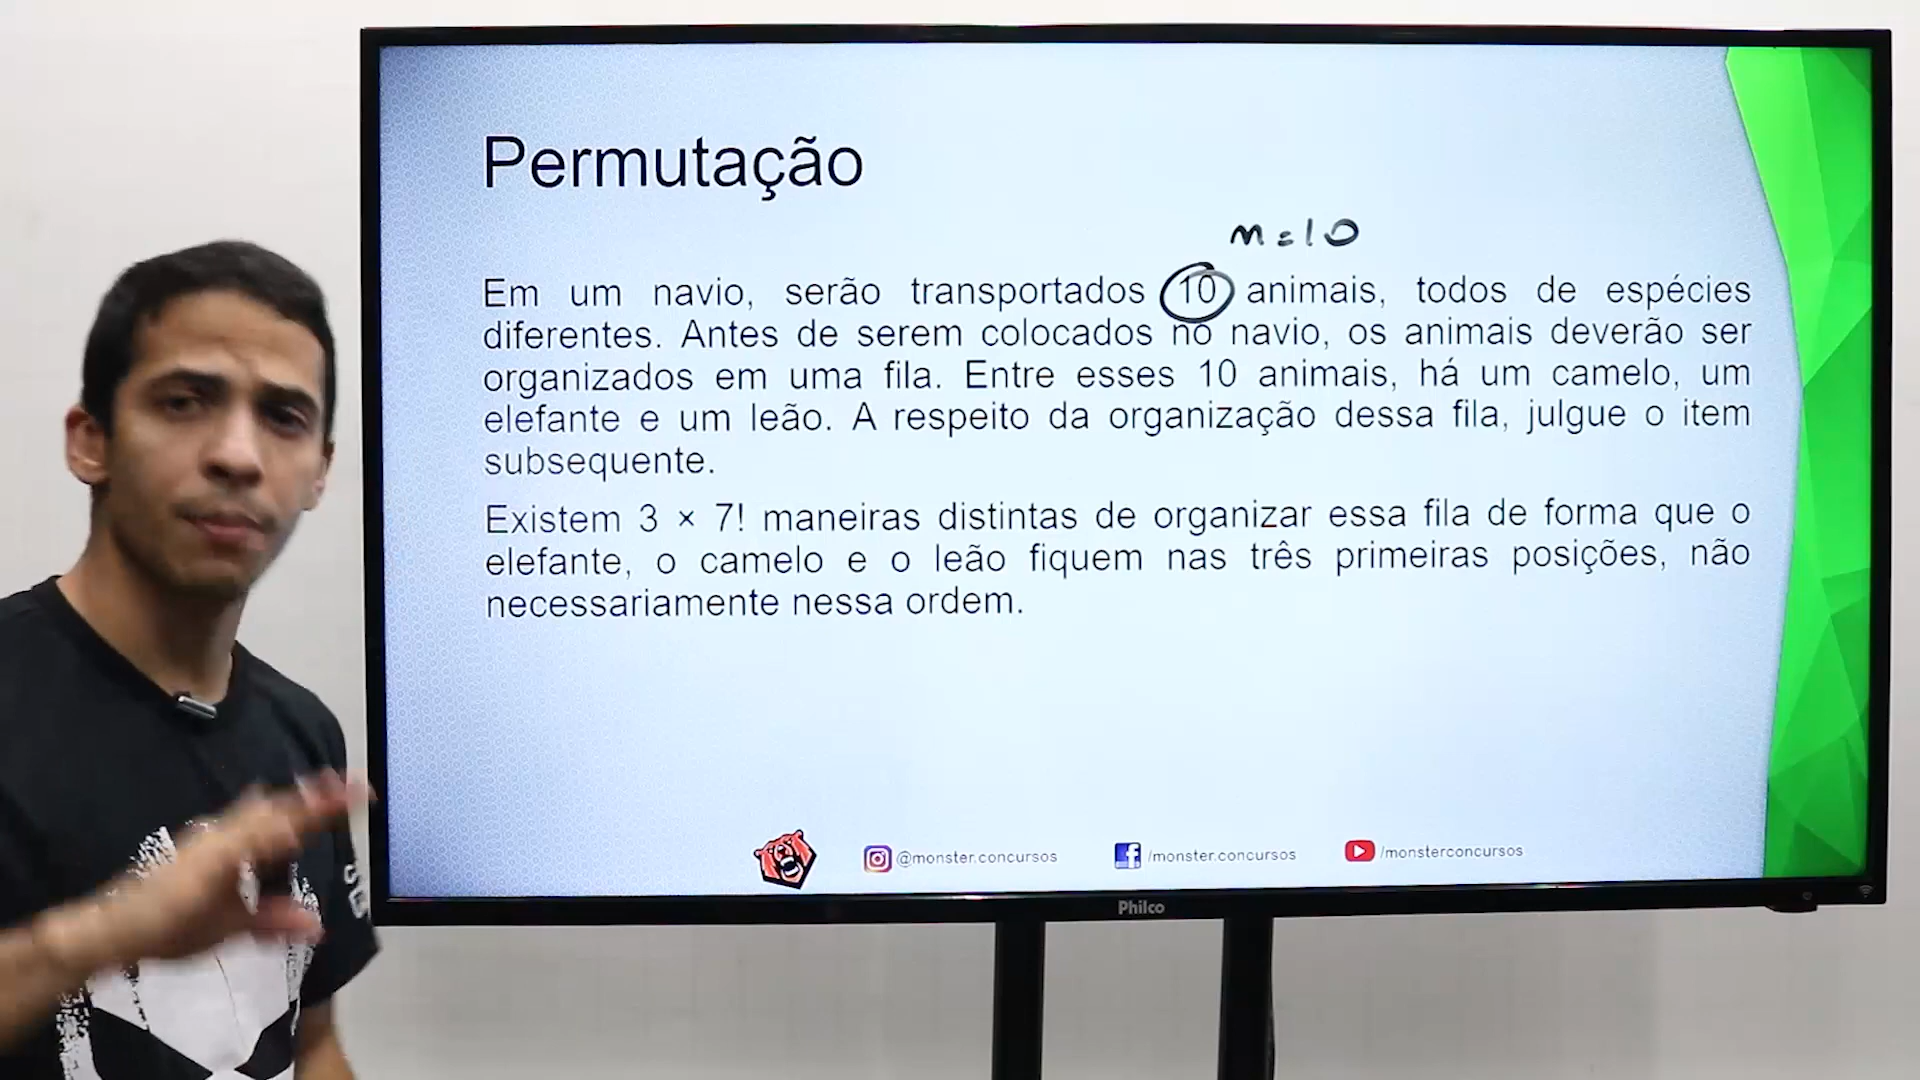 Permutação
m=10
Em um navio, serão transportados 10 animais, todos de espécies
diferentes. Antes de serem colocados no navio, os animais deverão ser
organizados em uma fila. Entre esses 10 animais, há um camelo, um
elefante e um leão. A respeito da organização dessa fila, julgue o item
subsequente.
Existem 3 × 7! maneiras distintas de organizar essa fila de forma que o
elefante, o camelo e o leão fiquem nas três primeiras posições, não
necessariamente nessa ordem.
@monster.concursos /monster.concursos /monsterconcursos
Philco